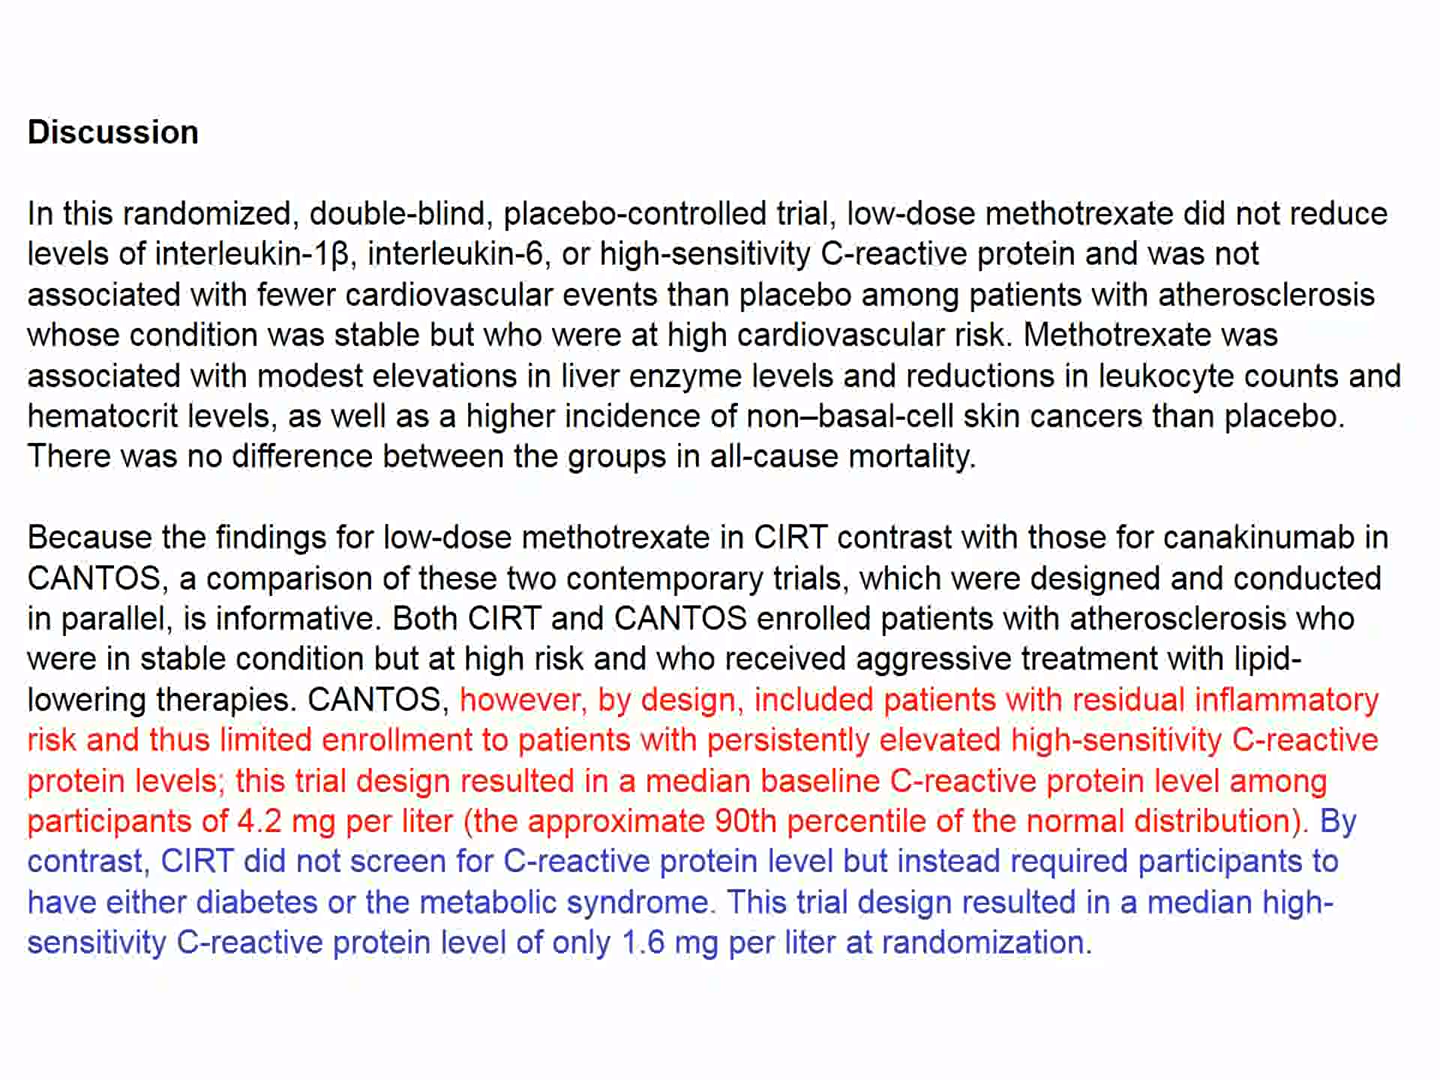 Discussion
In this randomized, double-blind, placebo-controlled trial, low-dose methotrexate did not reduce
levels of interleukin-1β, interleukin-6, or high-sensitivity C-reactive protein and was not
associated with fewer cardiovascular events than placebo among patients with atherosclerosis
whose condition was stable but who were at high cardiovascular risk. Methotrexate was
associated with modest elevations in liver enzyme levels and reductions in leukocyte counts and
hematocrit levels, as well as a higher incidence of non–basal-cell skin cancers than placebo.
There was no difference between the groups in all-cause mortality.
Because the findings for low-dose methotrexate in CIRT contrast with those for canakinumab in
CANTOS, a comparison of these two contemporary trials, which were designed and conducted
in parallel, is informative. Both CIRT and CANTOS enrolled patients with atherosclerosis who
were in stable condition but at high risk and who received aggressive treatment with lipid-
lowering therapies. CANTOS, however, by design, included patients with residual inflammatory
risk and thus limited enrollment to patients with persistently elevated high-sensitivity C-reactive
protein levels; this trial design resulted in a median baseline C-reactive protein level among
participants of 4.2 mg per liter (the approximate 90th percentile of the normal distribution). By
contrast, CIRT did not screen for C-reactive protein level but instead required participants to
have either diabetes or the metabolic syndrome. This trial design resulted in a median high-
sensitivity C-reactive protein level of only 1.6 mg per liter at randomization.